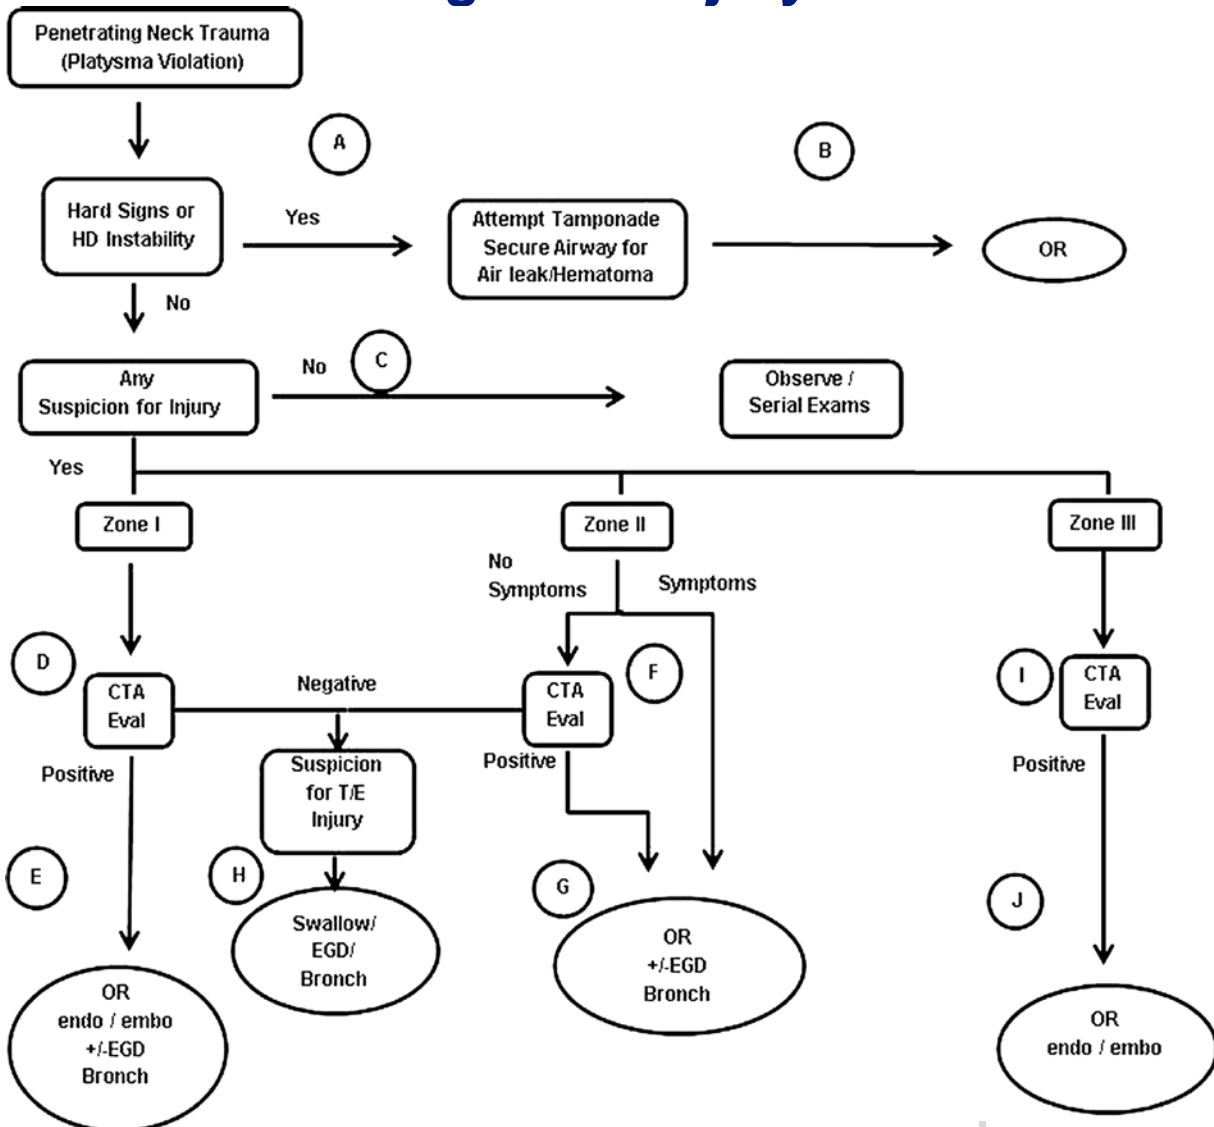 Penetrating Neck Trauma
(Platysma Violation)
A
B
Hard Signs or
HD Instability
Yes
Attempt Tamponade
Secure Airway for
Air leak/Hematoma
OR
No
Any
Suspicion for Injury
No
C
Observe /
Serial Exams
Yes
Zone I
Zone II
Zone III
No
Symptoms
Symptoms
D
CTA
Eval
Negative
CTA
Eval
F
I
CTA
Eval
Positive
Suspicion
for T/E
Injury
Positive
Positive
E
H
G
J
Swallow/
EGD/
Bronch
OR
+/-EGD
Bronch
OR
endo / embo
+/-EGD
Bronch
OR
endo / embo